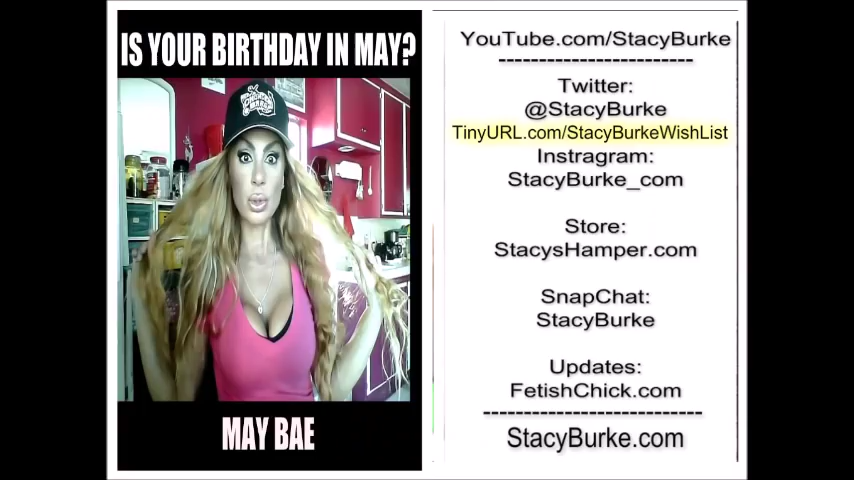 IS YOUR BIRTHDAY IN MAY?
MAY BAE
YouTube.com/StacyBurke
------------------------
Twitter:
@StacyBurke
TinyURL.com/StacyBurkeWishList
Instragram:
StacyBurke_com
Store:
StacysHamper.com
SnapChat:
StacyBurke
Updates:
FetishChick.com
---------------------------
StacyBurke.com